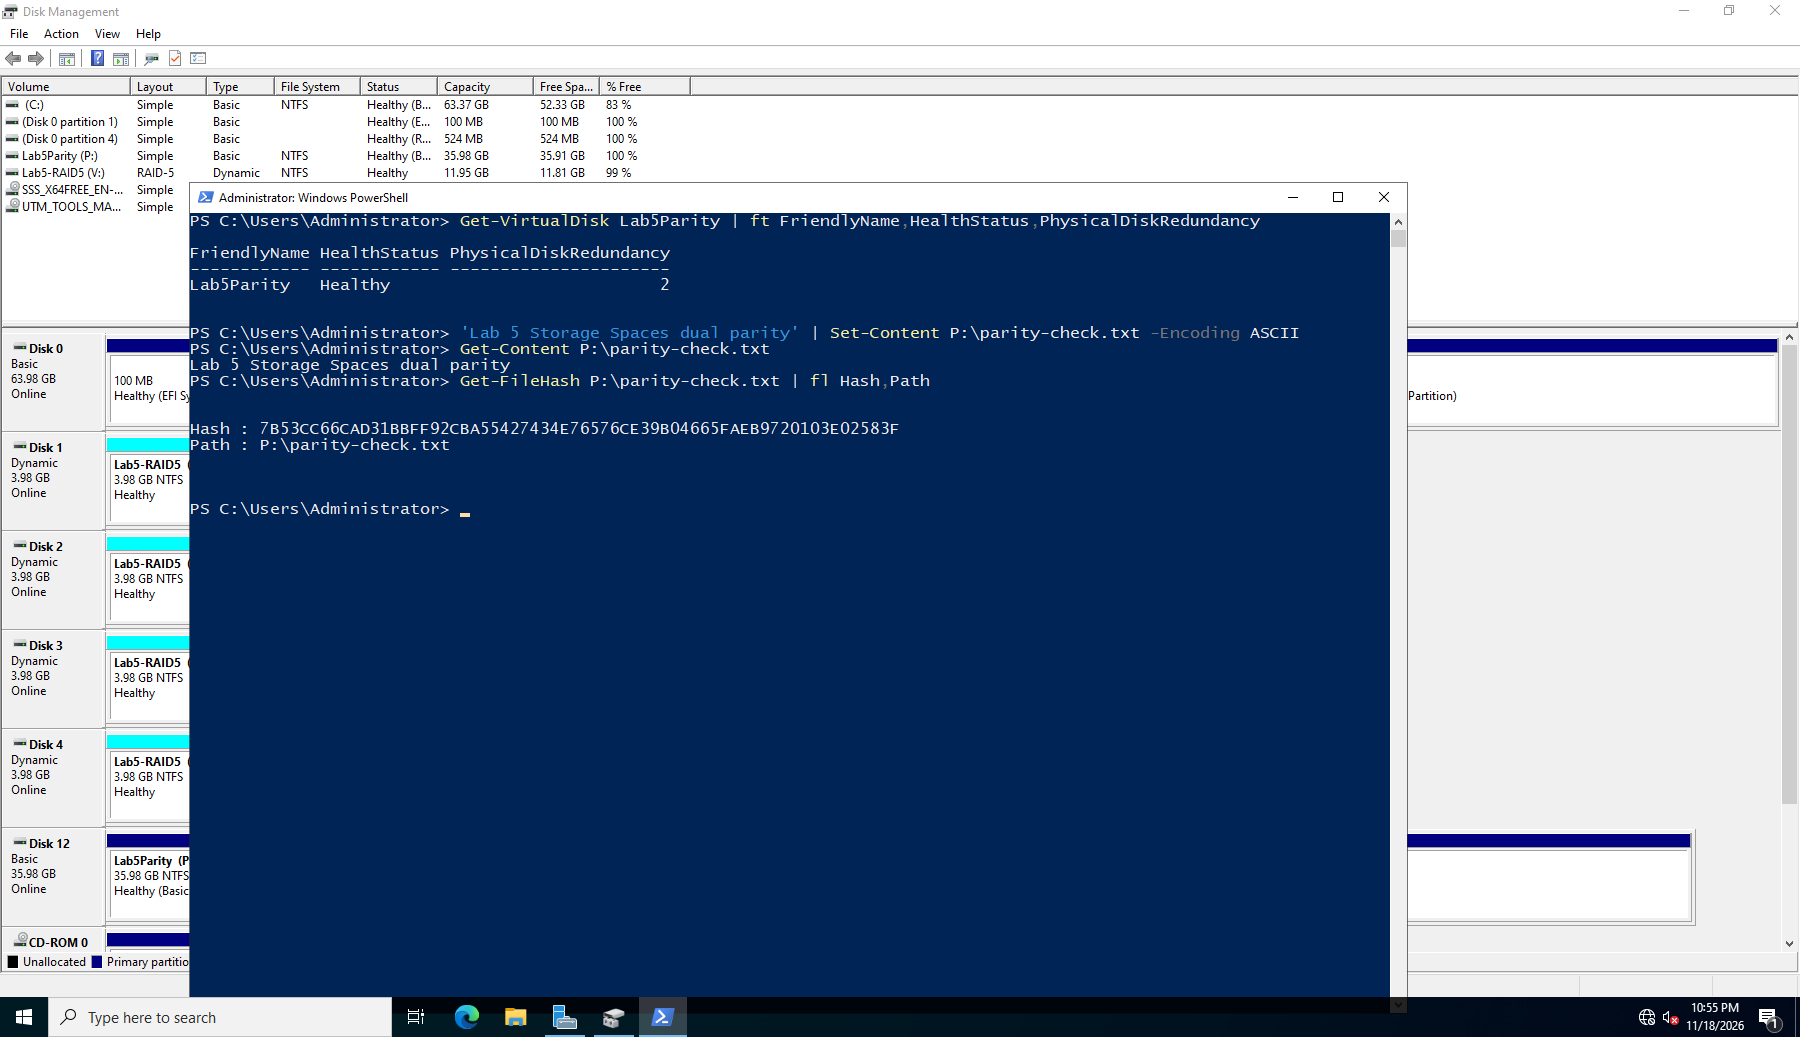 Disk Management
File Action View Help
Volume Layout Type File System Status Capacity Free Spa... % Free
(C:) Simple Basic NTFS Healthy (B... 63.37 GB 52.33 GB 83 %
(Disk 0 partition 1) Simple Basic Healthy (E... 100 MB 100 MB 100 %
(Disk 0 partition 4) Simple Basic Healthy (R... 524 MB 524 MB 100 %
Lab5Parity (P:) Simple Basic NTFS Healthy (B... 35.98 GB 35.91 GB 100 %
Lab5-RAID5 (V:) RAID-5 Dynamic NTFS Healthy 11.95 GB 11.81 GB 99 %
SSS_X64FREE_EN-... Simple
UTM_TOOLS_MA... Simple
Administrator: Windows PowerShell
PS C:\Users\Administrator> Get-VirtualDisk Lab5Parity | ft FriendlyName,HealthStatus,PhysicalDiskRedundancy
FriendlyName HealthStatus PhysicalDiskRedundancy
------------ ------------ ----------------------
Lab5Parity Healthy 2
PS C:\Users\Administrator> 'Lab 5 Storage Spaces dual parity' | Set-Content P:\parity-check.txt -Encoding ASCII
PS C:\Users\Administrator> Get-Content P:\parity-check.txt
Lab 5 Storage Spaces dual parity
PS C:\Users\Administrator> Get-FileHash P:\parity-check.txt | fl Hash,Path
Hash : 7B53CC66CAD31BBFF92CBA55427434E76576CE39B04665FAEB9720103E02583F
Path : P:\parity-check.txt
PS C:\Users\Administrator>
Disk 0
Basic
63.98 GB
Online
100 MB
Healthy (EFI Sy
Partition)
Disk 1
Dynamic
3.98 GB
Online
Lab5-RAID5 (
3.98 GB NTFS
Healthy
Disk 2
Dynamic
3.98 GB
Online
Lab5-RAID5 (
3.98 GB NTFS
Healthy
Disk 3
Dynamic
3.98 GB
Online
Lab5-RAID5 (
3.98 GB NTFS
Healthy
Disk 4
Dynamic
3.98 GB
Online
Lab5-RAID5 (
3.98 GB NTFS
Healthy
Disk 12
Basic
35.98 GB
Online
Lab5Parity (P
35.98 GB NTFS
Healthy (Basic
CD-ROM 0
Unallocated Primary partitio
Type here to search
10:55 PM
11/18/2026
1